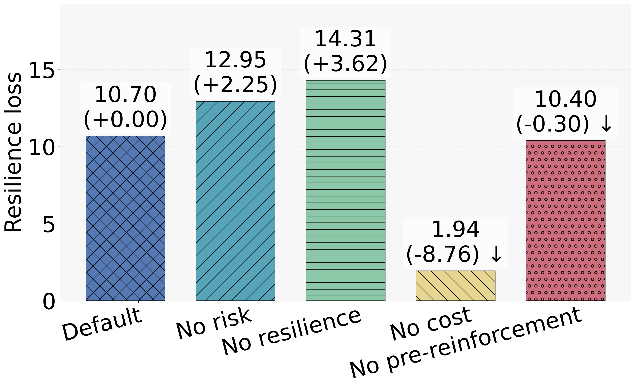 Resilience loss
15
10
5
0
10.70
(+0.00)
12.95
(+2.25)
14.31
(+3.62)
1.94
(-8.76) ↓
10.40
(-0.30) ↓
Default
No risk
No resilience
No cost
No pre-reinforcement